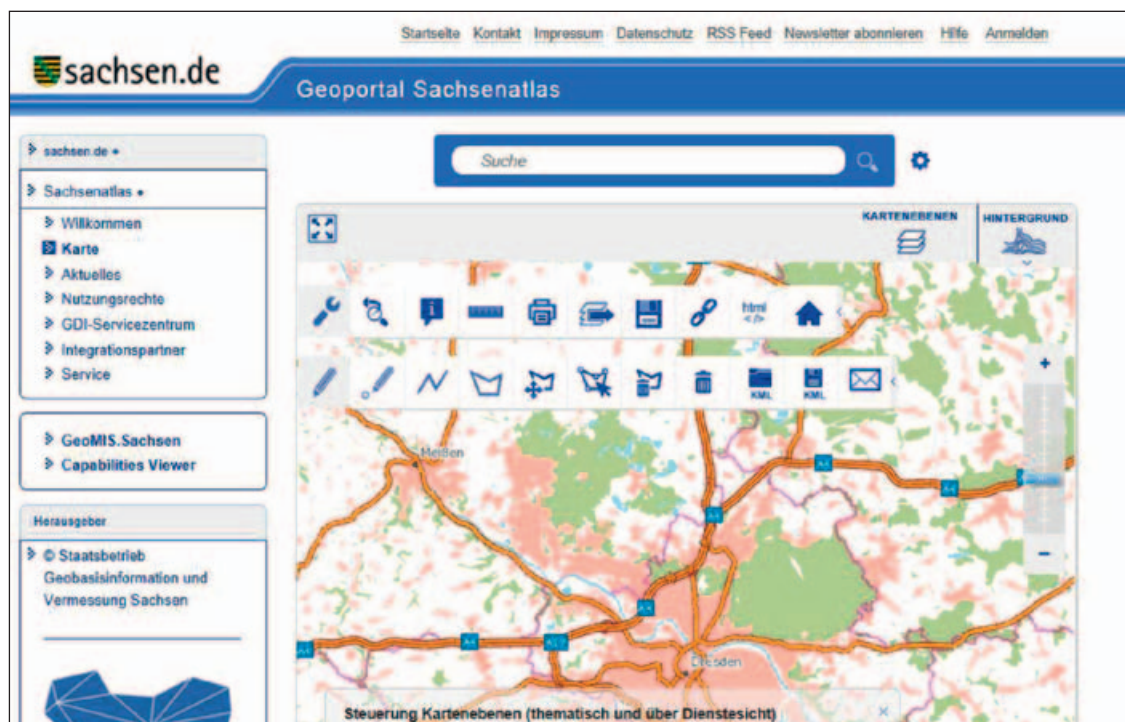 Startseite Kontakt Impressum Datenschutz RSS Feed Newsletter abonnieren Hilfe Anmelden
sachsen.de
Geoportal Sachsenatlas
sachsen.de
Suche
Sachsenatlas
Willkommen
Karte
Aktuelles
Nutzungsrechte
GDI-Servicezentrum
Integrationspartner
Service
KARTENEBENEN
HINTERGRUND
html
</>
KML
KML
GeoMIS.Sachsen
Capabilities Viewer
Meißen
A4
A4
Herausgeber
© Staatsbetrieb
Geobasisinformation und
Vermessung Sachsen
A4
A4
Dresden
Steuerung Kartenebenen (thematisch und über Dienstesicht)